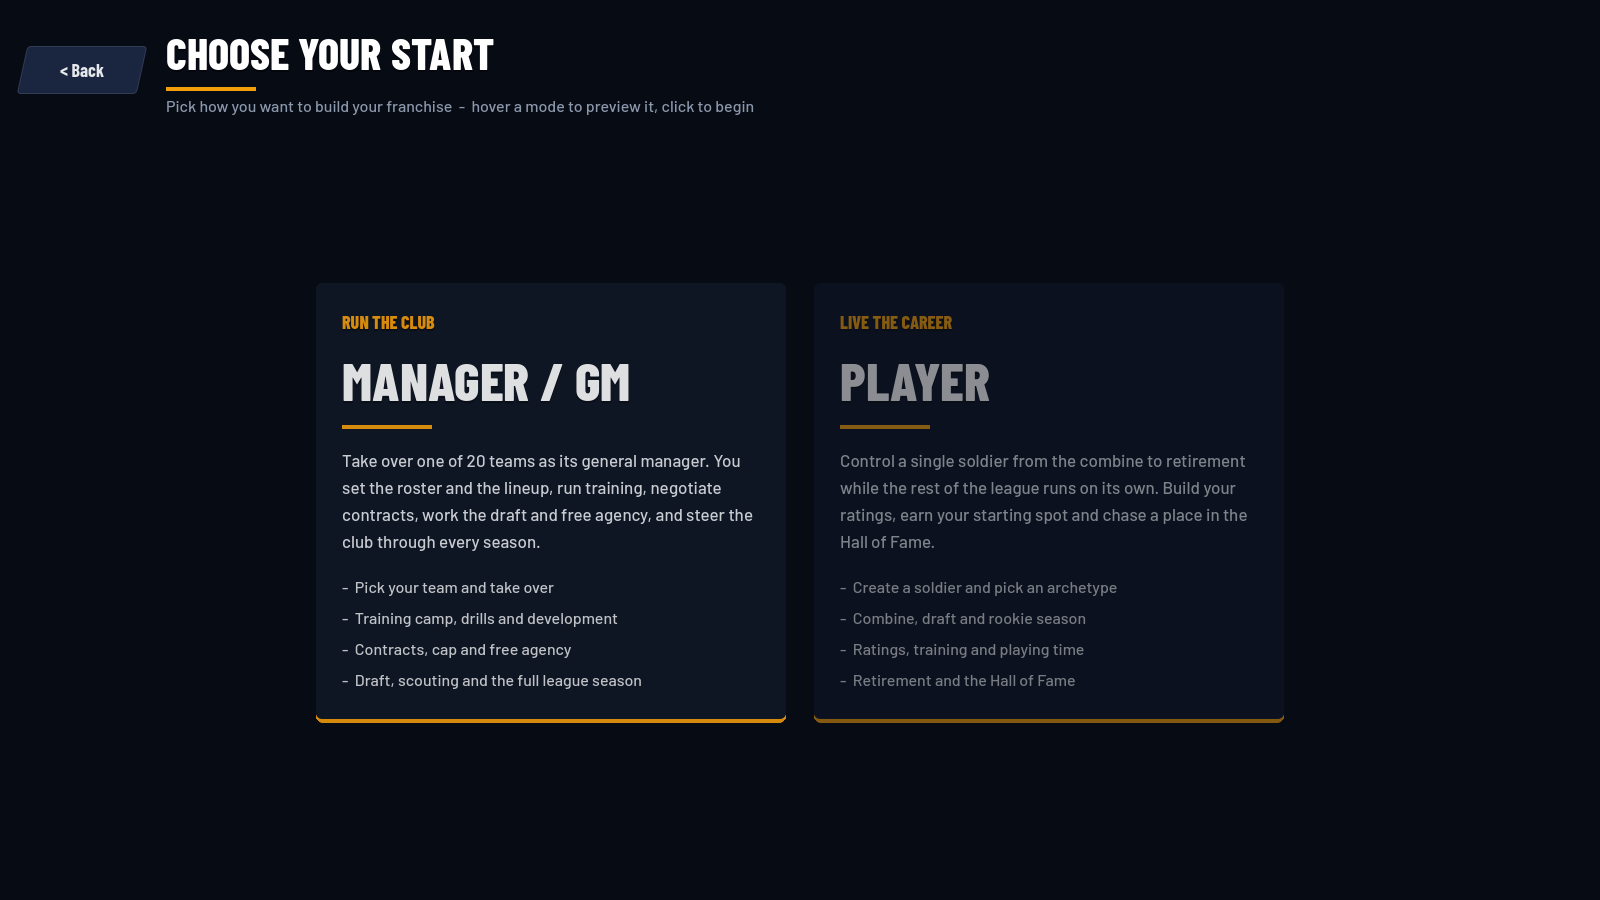 < Back
CHOOSE YOUR START
Pick how you want to build your franchise - hover a mode to preview it, click to begin
RUN THE CLUB
MANAGER / GM
Take over one of 20 teams as its general manager. You
set the roster and the lineup, run training, negotiate
contracts, work the draft and free agency, and steer the
club through every season.
- Pick your team and take over
- Training camp, drills and development
- Contracts, cap and free agency
- Draft, scouting and the full league season
LIVE THE CAREER
PLAYER
Control a single soldier from the combine to retirement
while the rest of the league runs on its own. Build your
ratings, earn your starting spot and chase a place in the
Hall of Fame.
- Create a soldier and pick an archetype
- Combine, draft and rookie season
- Ratings, training and playing time
- Retirement and the Hall of Fame